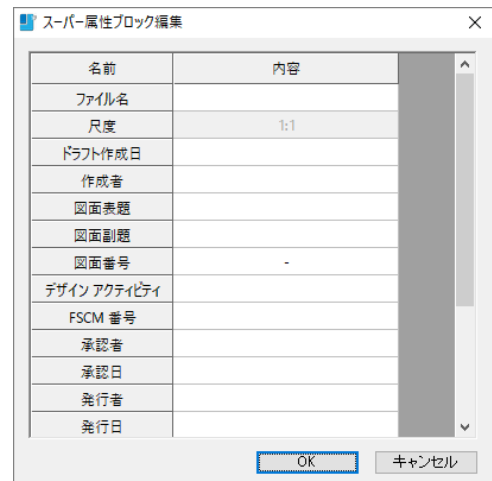 スーパー属性ブロック編集
名前 内容
ファイル名
尺度 1:1
ドラフト作成日
作成者
図面表題
図面副題
図面番号 -
デザイン アクティビティ
FSCM 番号
承認者
承認日
発行者
発行日
OK キャンセル